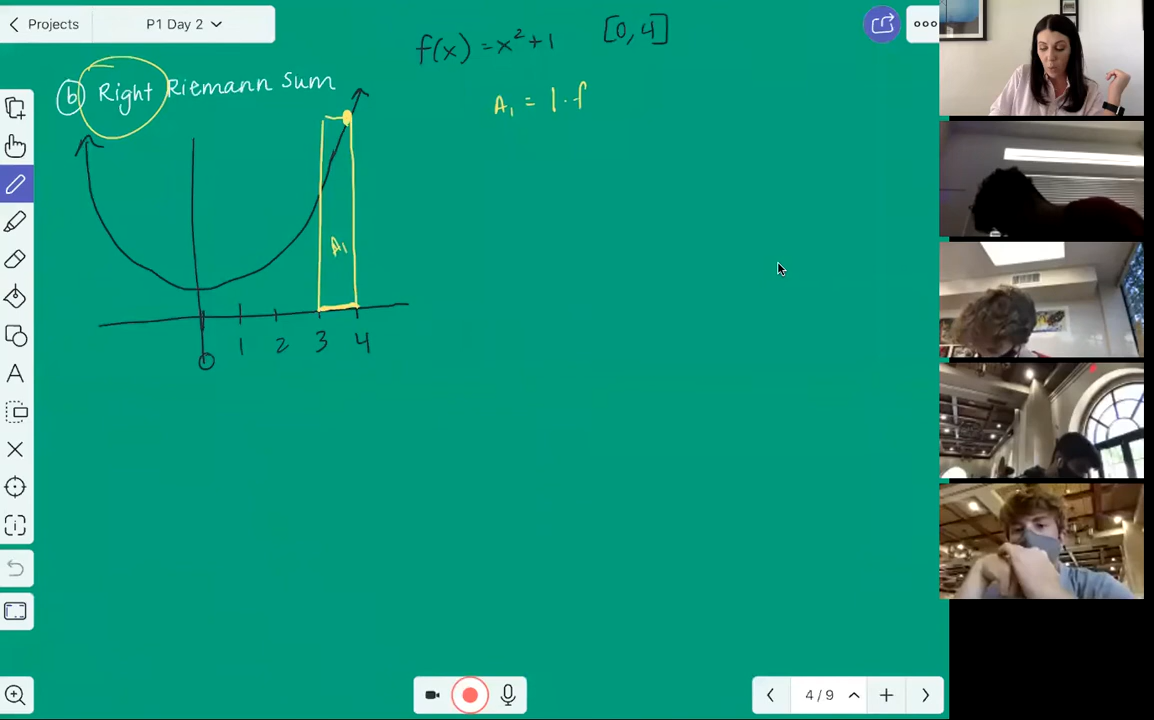 Projects
P1 Day 2
f(x) = x² + 1 [0, 4]
(b) Right Riemann Sum
A₁ = 1 · f
A₁
0 1 2 3 4
4 / 9